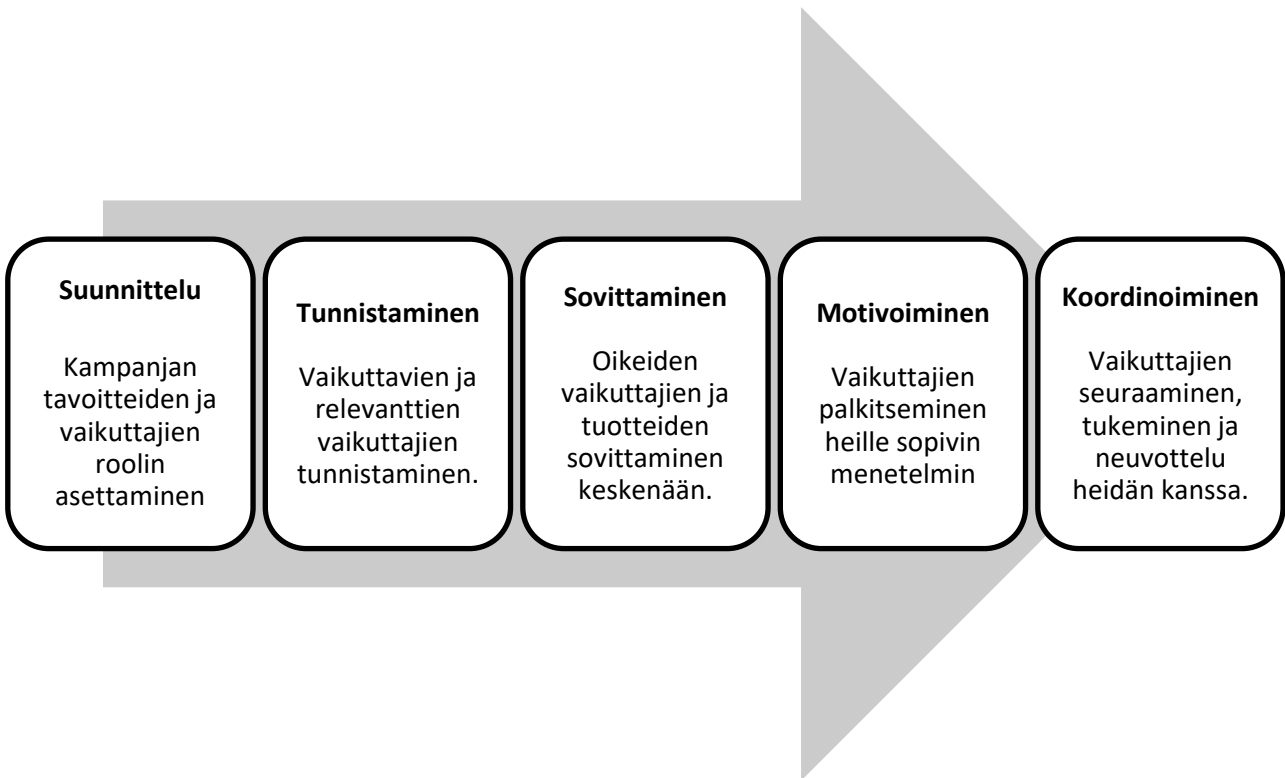 Suunnittelu
Kampanjan
tavoitteiden ja
vaikuttajien
roolin
asettaminen
Tunnistaminen
Vaikuttavien ja
relevanttien
vaikuttajien
tunnistaminen.
Sovittaminen
Oikeiden
vaikuttajien ja
tuotteiden
sovittaminen
keskenään.
Motivoiminen
Vaikuttajien
palkitseminen
heille sopivin
menetelmin
Koordinoiminen
Vaikuttajien
seuraaminen,
tukeminen ja
neuvottelu
heidän kanssa.